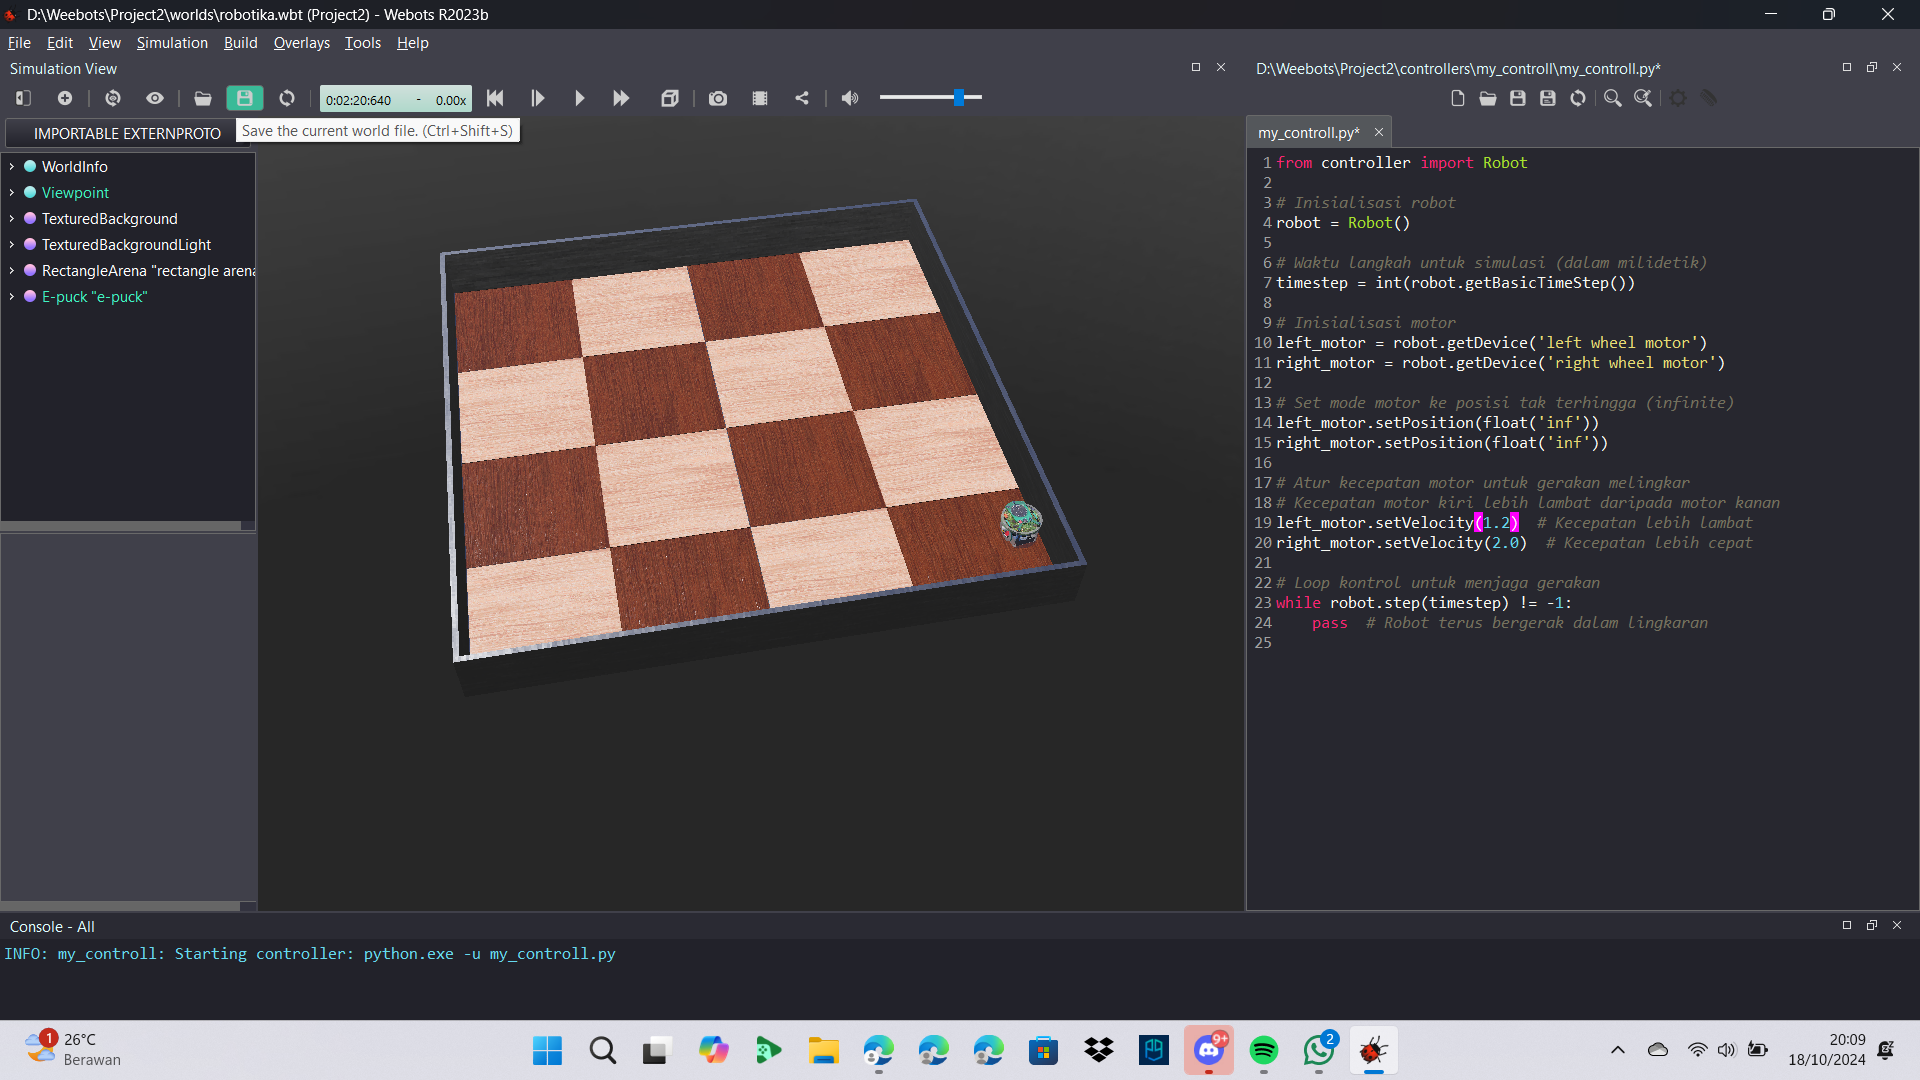 D:\Weebots\Project2\worlds\robotika.wbt (Project2) - Webots R2023b
File Edit View Simulation Build Overlays Tools Help
Simulation View
D:\Weebots\Project2\controllers\my_controll\my_controll.py*
0:02:20:640 - 0.00x
IMPORTABLE EXTERNPROTO
Save the current world file. (Ctrl+Shift+S)
my_controll.py*
WorldInfo
Viewpoint
TexturedBackground
TexturedBackgroundLight
RectangleArena "rectangle arena
E-puck "e-puck"
1 from controller import Robot
2
3 # Inisialisasi robot
4 robot = Robot()
5
6 # Waktu langkah untuk simulasi (dalam milidetik)
7 timestep = int(robot.getBasicTimeStep())
8
9 # Inisialisasi motor
10 left_motor = robot.getDevice('left wheel motor')
11 right_motor = robot.getDevice('right wheel motor')
12
13 # Set mode motor ke posisi tak terhingga (infinite)
14 left_motor.setPosition(float('inf'))
15 right_motor.setPosition(float('inf'))
16
17 # Atur kecepatan motor untuk gerakan melingkar
18 # Kecepatan motor kiri lebih lambat daripada motor kanan
19 left_motor.setVelocity(1.2)  # Kecepatan lebih lambat
20 right_motor.setVelocity(2.0)  # Kecepatan lebih cepat
21
22 # Loop kontrol untuk menjaga gerakan
23 while robot.step(timestep) != -1:
24     pass  # Robot terus bergerak dalam lingkaran
25
Console - All
INFO: my_controll: Starting controller: python.exe -u my_controll.py
1
26°C
Berawan
9+
2
20:09
18/10/2024